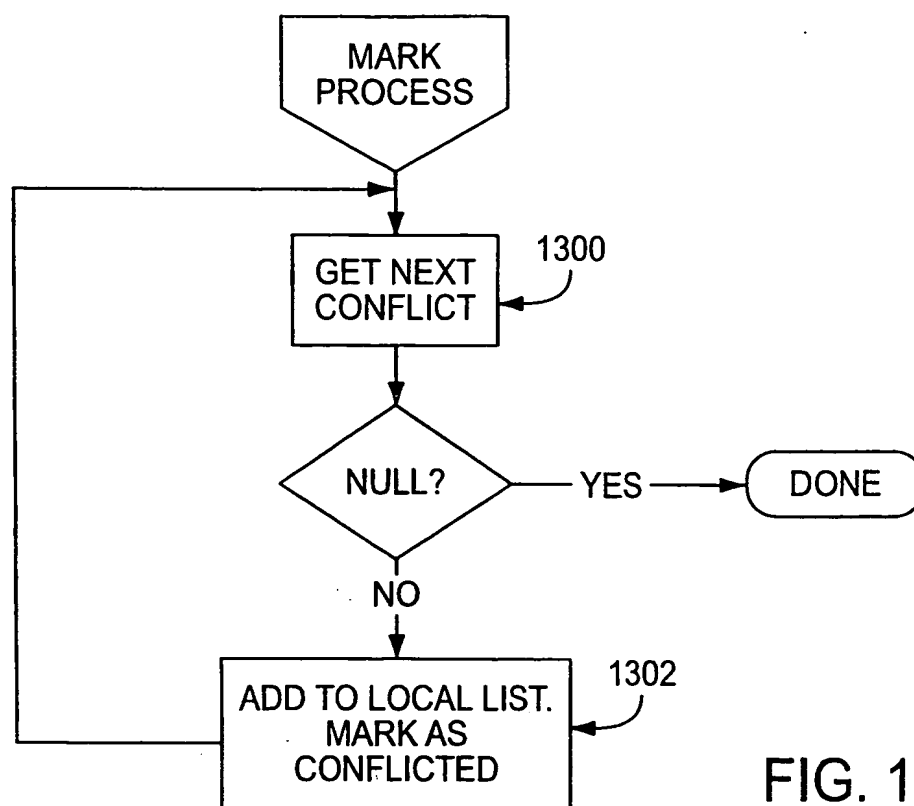 MARK
PROCESS
GET NEXT
CONFLICT
1300
NULL?
YES
DONE
NO
ADD TO LOCAL LIST.
MARK AS
CONFLICTED
1302
FIG. 1